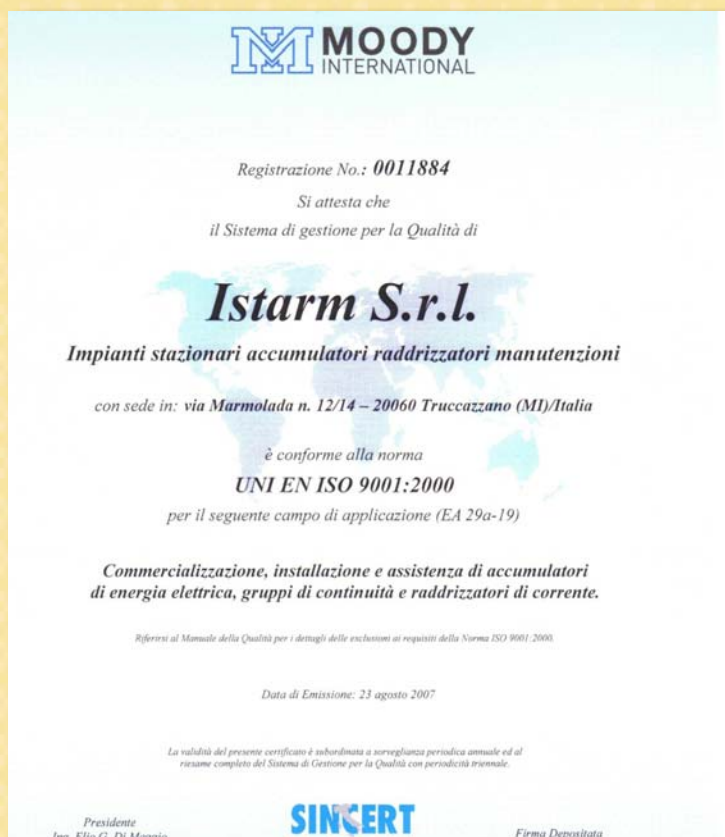 MOODY
INTERNATIONAL
Registrazione No.: 0011884
Si attesta che
il Sistema di gestione per la Qualità di
Istarm S.r.l.
Impianti stazionari accumulatori raddrizzatori manutenzioni
con sede in: via Marmolada n. 12/14 – 20060 Truccazzano (MI)/Italia
è conforme alla norma
UNI EN ISO 9001:2000
per il seguente campo di applicazione (EA 29a-19)
Commercializzazione, installazione e assistenza di accumulatori
di energia elettrica, gruppi di continuità e raddrizzatori di corrente.
Riferirsi al Manuale della Qualità per i dettagli delle esclusioni ai requisiti della Norma ISO 9001:2000.
Data di Emissione: 23 agosto 2007
La validità del presente certificato è subordinata a sorveglianza periodica annuale ed al
riesame completo del Sistema di Gestione per la Qualità con periodicità triennale.
SINCERT
Presidente
Ing. Elio G. Di Maggio
Firma Depositata